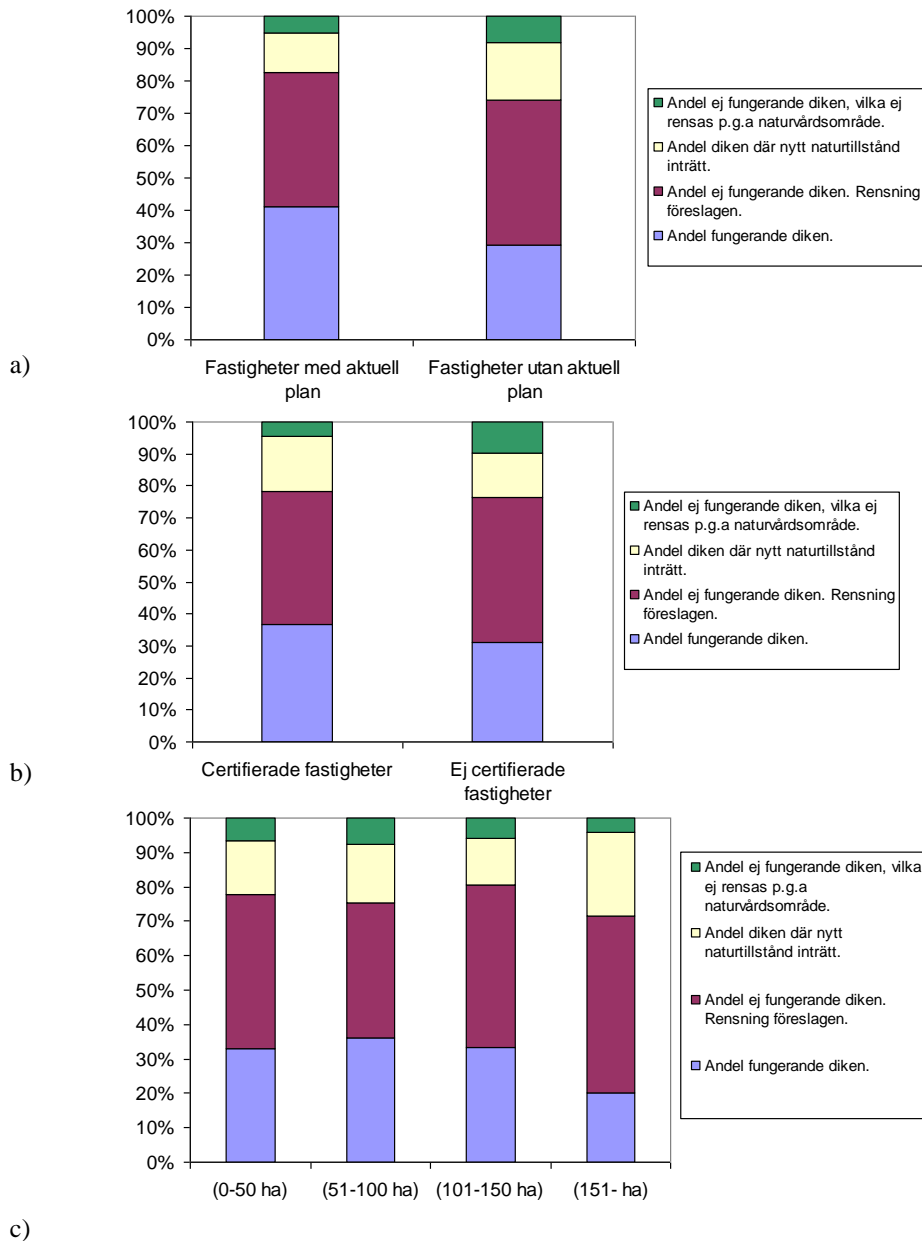 100%
90%
80%
70%
60%
50%
40%
30%
20%
10%
0%
Fastigheter med aktuell
plan
Fastigheter utan aktuell
plan
Andel ej fungerande diken, vilka ej
rensas p.g.a naturvårdsområde.
Andel diken där nytt naturtillstånd
inträtt.
Andel ej fungerande diken. Rensning
föreslagen.
Andel fungerande diken.
a)
100%
90%
80%
70%
60%
50%
40%
30%
20%
10%
0%
Certifierade fastigheter
Ej certifierade
fastigheter
Andel ej fungerande diken, vilka ej
rensas p.g.a naturvårdsområde.
Andel diken där nytt naturtillstånd
inträtt.
Andel ej fungerande diken. Rensning
föreslagen.
Andel fungerande diken.
b)
100%
90%
80%
70%
60%
50%
40%
30%
20%
10%
0%
(0-50 ha)
(51-100 ha)
(101-150 ha)
(151- ha)
Andel ej fungerande diken, vilka
ej rensas p.g.a
naturvårdsområde.
Andel diken där nytt
naturtillstånd inträtt.
Andel ej fungerande diken.
Rensning föreslagen.
Andel fungerande diken.
c)